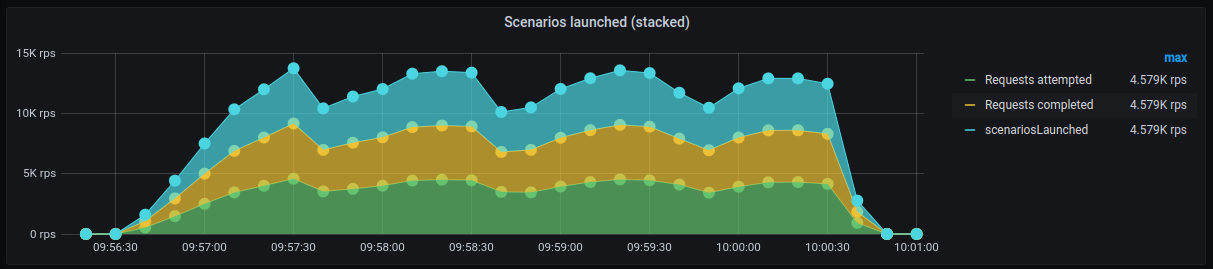 Scenarios launched (stacked)
15K rps
10K rps
5K rps
0 rps
09:56:30 09:57:00 09:57:30 09:58:00 09:58:30 09:59:00 09:59:30 10:00:00 10:00:30 10:01:00
max
Requests attempted 4.579K rps
Requests completed 4.579K rps
scenariosLaunched 4.579K rps